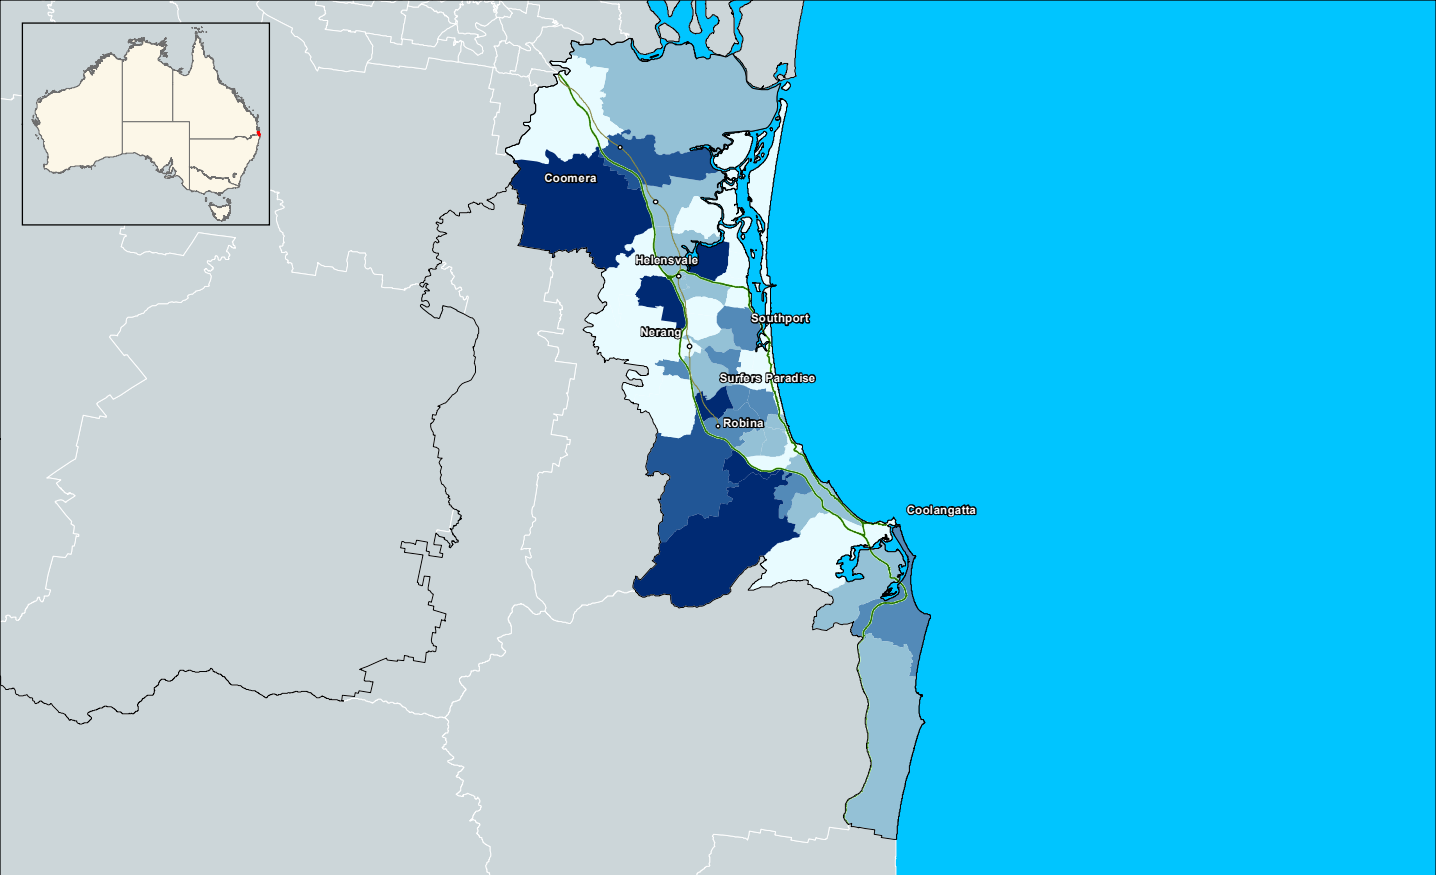 Coomera
Helensvale
Southport
Nerang
Surfers Paradise
Robina
Coolangatta